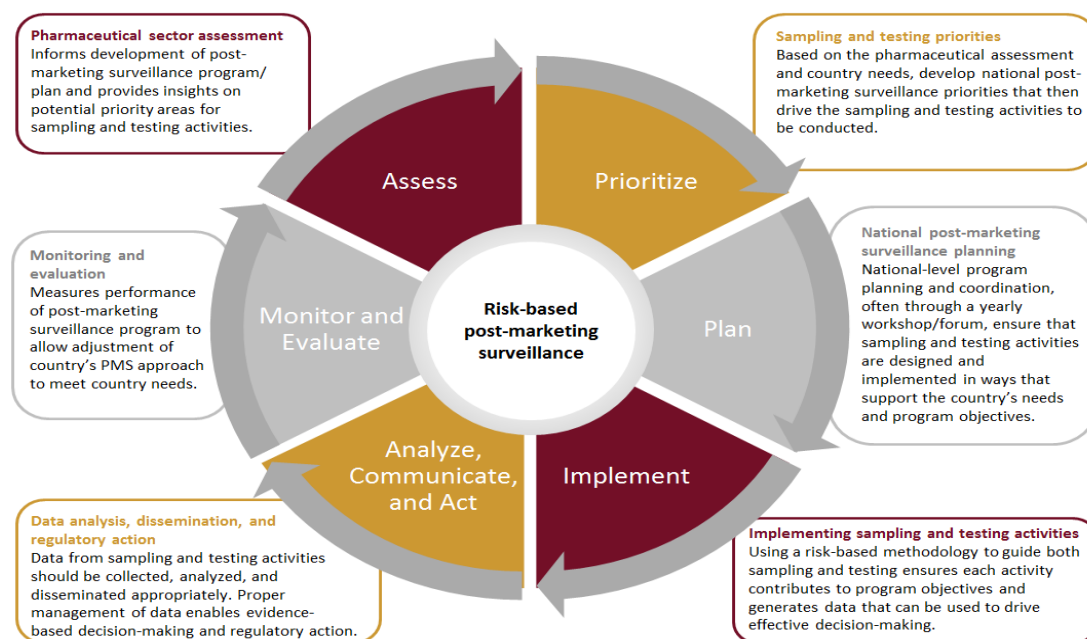 Pharmaceutical sector assessment
Informs development of post-
marketing surveillance program/
plan and provides insights on
potential priority areas for
sampling and testing activities.
Sampling and testing priorities
Based on the pharmaceutical assessment
and country needs, develop national post-
marketing surveillance priorities that then
drive the sampling and testing activities to
be conducted.
Assess
Prioritize
Monitoring and
evaluation
Measures performance
of post-marketing
surveillance program to
allow adjustment of
country's PMS approach
to meet country needs.
Monitor and
Evaluate
Risk-based
post-marketing
surveillance
Plan
National post-marketing
surveillance planning
National-level program
planning and coordination,
often through a yearly
workshop/forum, ensure that
sampling and testing activities
are designed and
implemented in ways that
support the country's needs
and program objectives.
Analyze,
Communicate,
and Act
Implement
Data analysis, dissemination, and
regulatory action
Data from sampling and testing activities
should be collected, analyzed, and
disseminated appropriately. Proper
management of data enables evidence-
based decision-making and regulatory action.
Implementing sampling and testing activities
Using a risk-based methodology to guide both
sampling and testing ensures each activity
contributes to program objectives and
generates data that can be used to drive
effective decision-making.